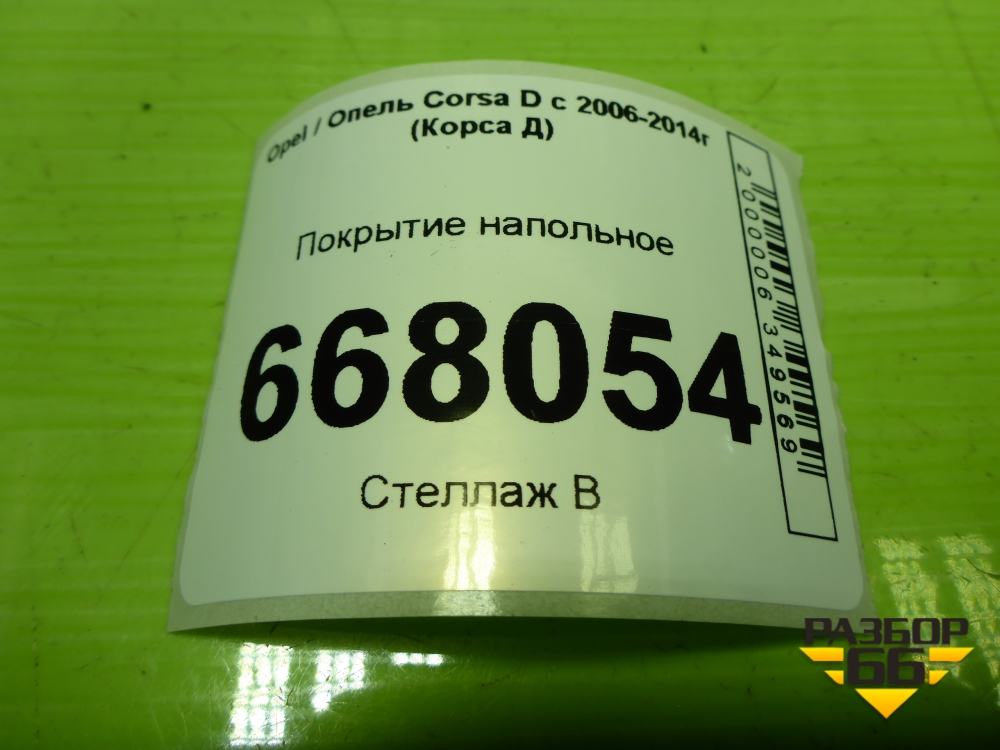 Opel / Опель Corsa D с 2006-2014г
(Корса Д)
Покрытие напольное
668054
Стеллаж В
2000006349569
РАЗБОР
66